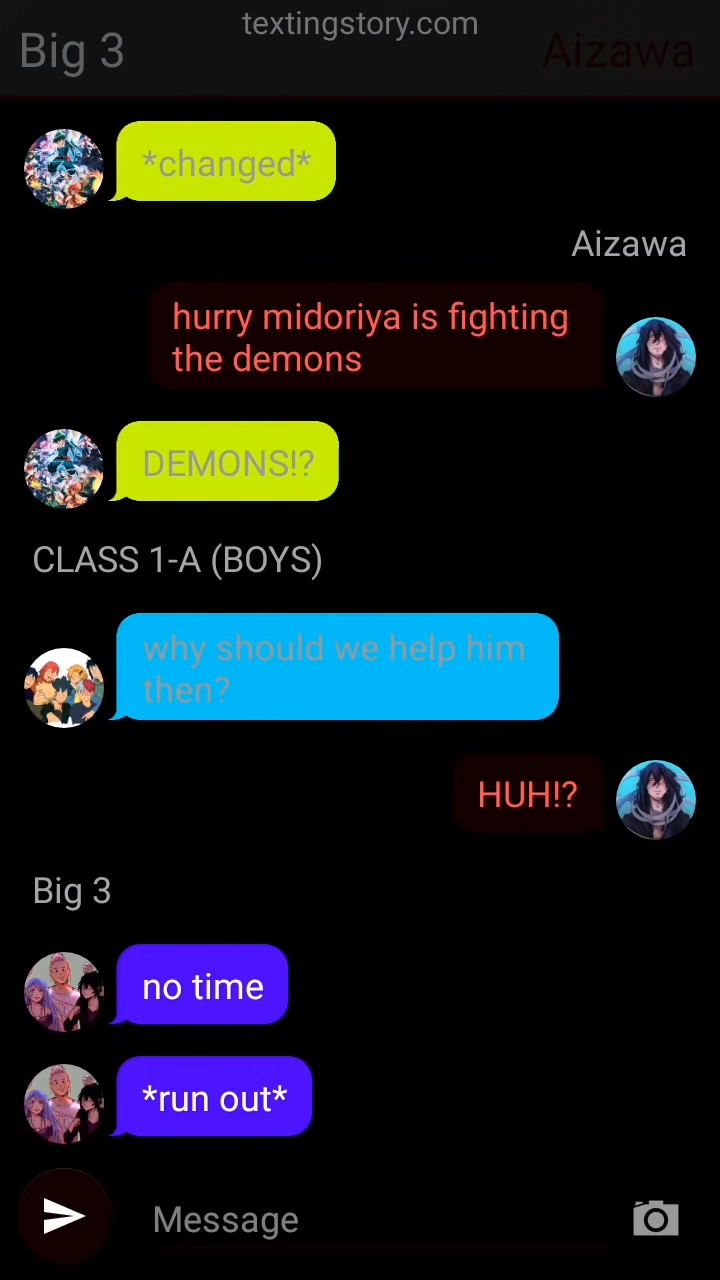 textingstory.com
Big 3
Aizawa
*changed*
Aizawa
hurry midoriya is fighting
the demons
DEMONS!?
CLASS 1-A (BOYS)
why should we help him
then?
HUH!?
Big 3
no time
*run out*
Message